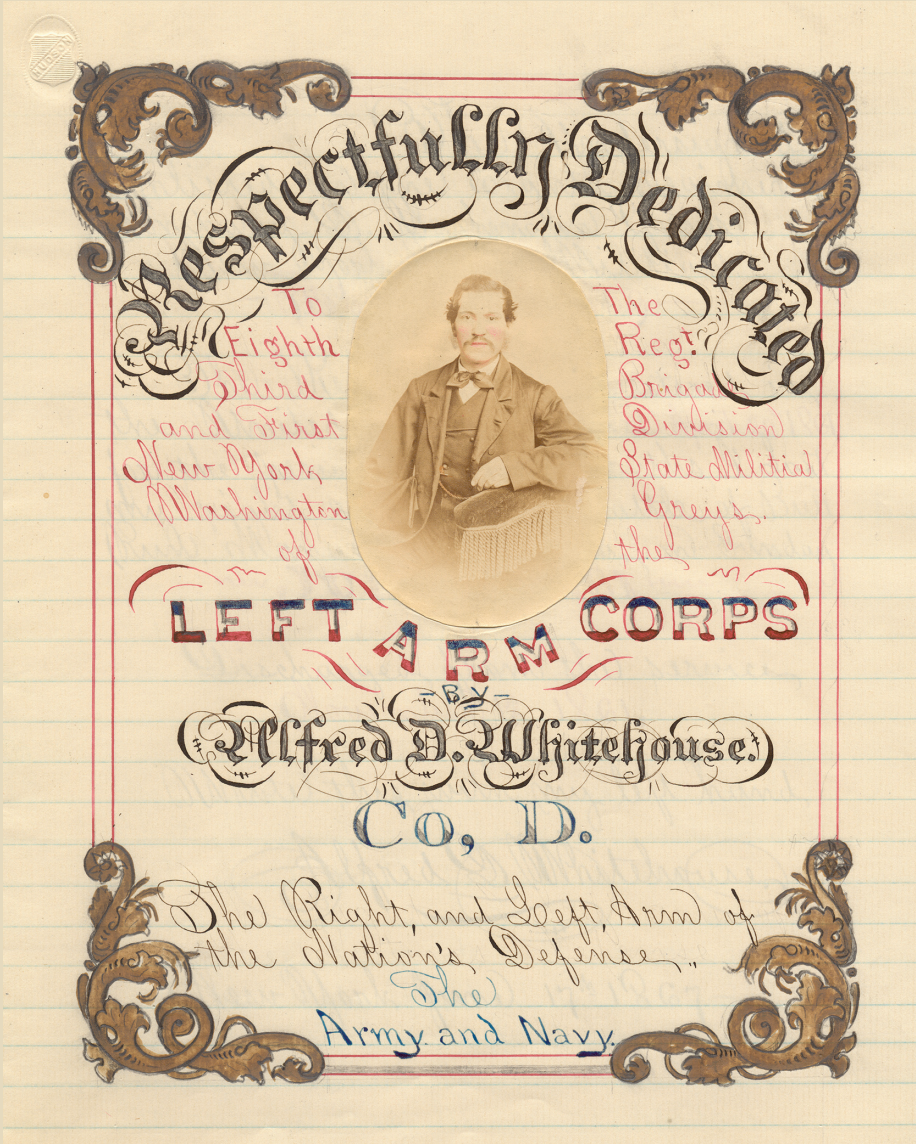 HUDSON
Respectfully Dedicated
To The
Eighth Regt.
Third Brigade
and First Division
New York State Militia
Washington Greys.
of the
LEFT ARM CORPS
-By-
Alfred D. Whitehouse.
Co, D.
The Right, and Left, Arm of
the Nation's Defense..
The
Army and Navy.